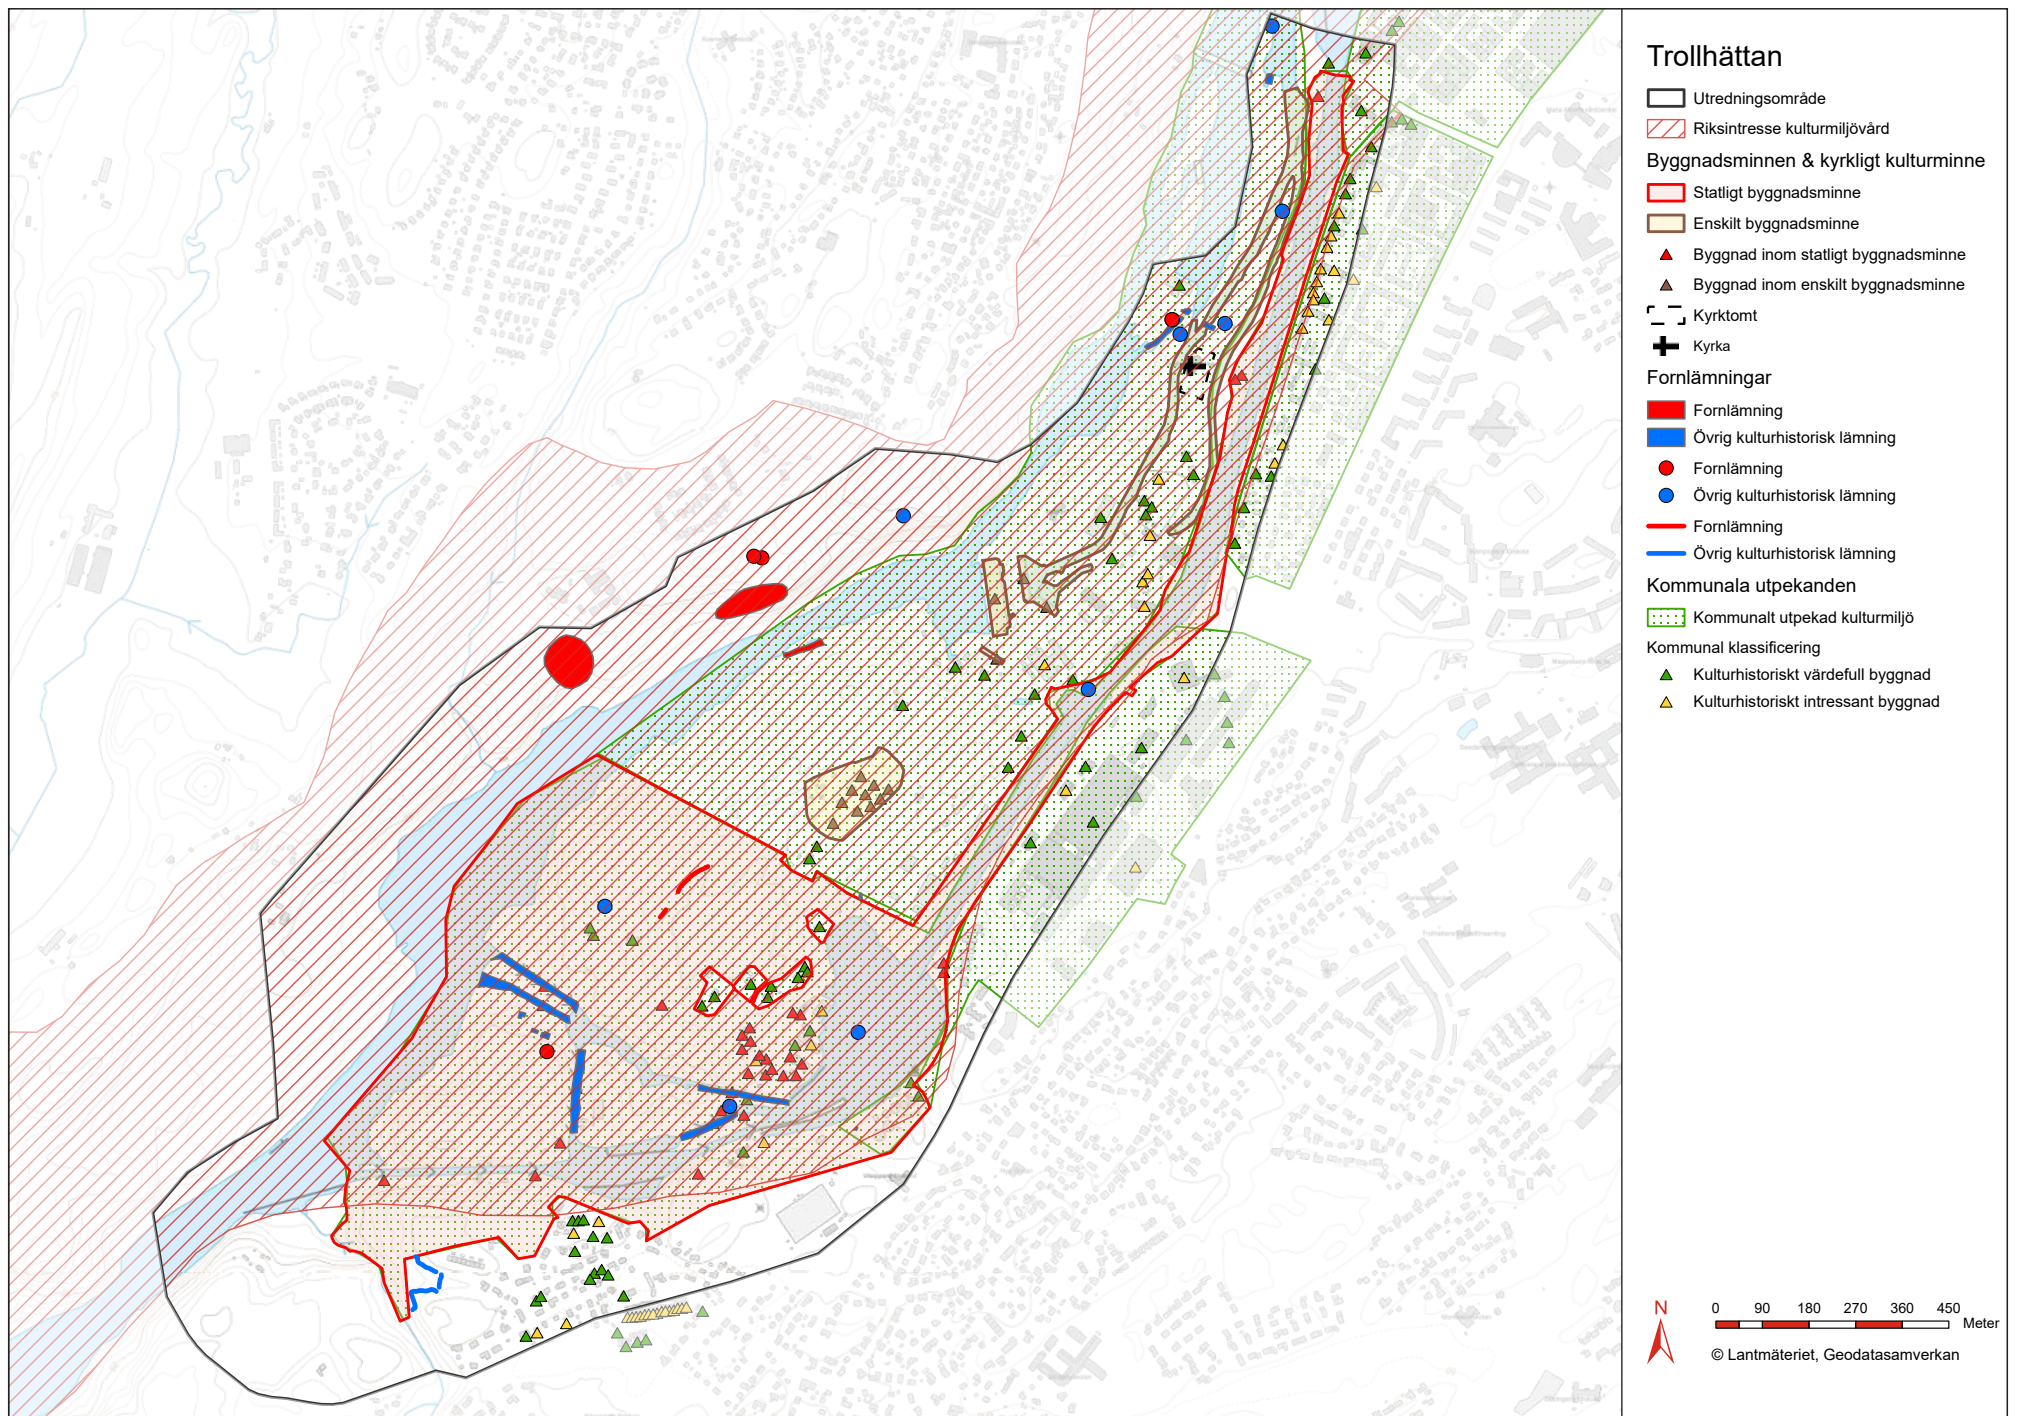 Trollhättan
Utredningsområde
Riksintresse kulturmiljövård
Byggnadsminnen & kyrkligt kulturminne
Statligt byggnadsminne
Enskilt byggnadsminne
Byggnad inom statligt byggnadsminne
Byggnad inom enskilt byggnadsminne
Kyrktomt
Kyrka
Fornlämningar
Fornlämning
Övrig kulturhistorisk lämning
Fornlämning
Övrig kulturhistorisk lämning
Fornlämning
Övrig kulturhistorisk lämning
Kommunala utpekanden
Kommunalt utpekad kulturmiljö
Kommunal klassificering
Kulturhistoriskt värdefull byggnad
Kulturhistoriskt intressant byggnad
N
0 90 180 270 360 450
Meter
© Lantmäteriet, Geodatasamverkan